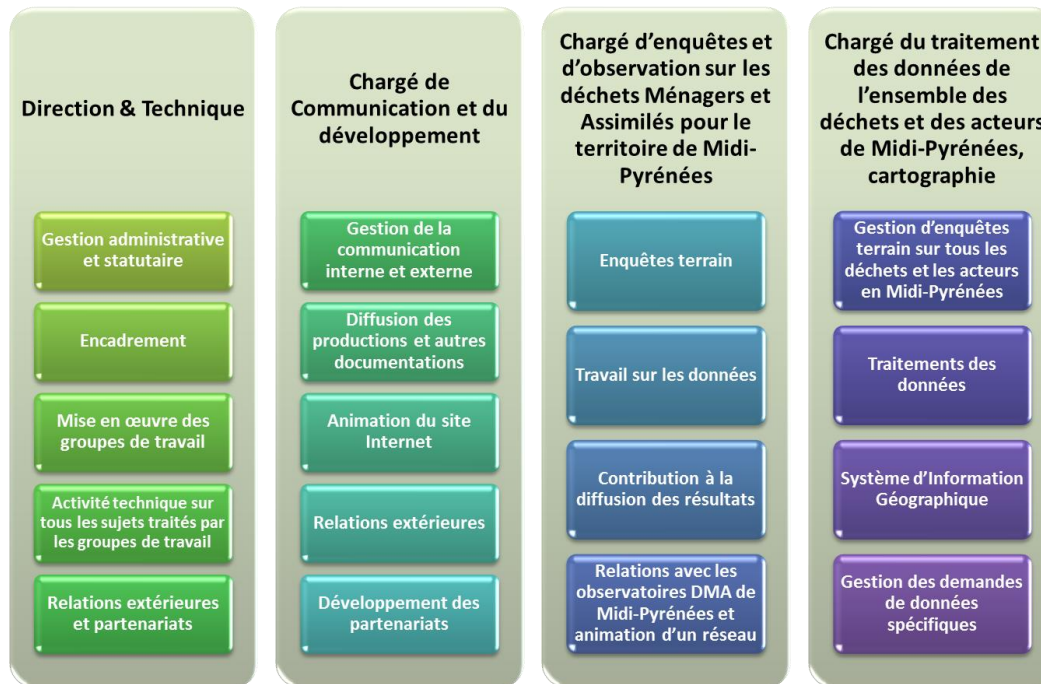 Direction & Technique
Gestion administrative
et statutaire
Encadrement
Mise en œuvre des
groupes de travail
Activité technique sur
tous les sujets traités par
les groupes de travail
Relations extérieures
et partenariats
Chargé de
Communication et du
développement
Gestion de la
communication
interne et externe
Diffusion des
productions et autres
documentations
Animation du site
Internet
Relations extérieures
Développement des
partenariats
Chargé d'enquêtes et
d'observation sur les
déchets Ménagers et
Assimilés pour le
territoire de Midi-
Pyrénées
Enquêtes terrain
Travail sur les données
Contribution à la
diffusion des résultats
Relations avec les
observatoires DMA de
Midi-Pyrénées et
animation d'un réseau
Chargé du traitement
des données de
l'ensemble des
déchets et des acteurs
de Midi-Pyrénées,
cartographie
Gestion d'enquêtes
terrain sur tous les
déchets et les acteurs
en Midi-Pyrénées
Traitements des
données
Système d'Information
Géographique
Gestion des demandes
de données
spécifiques